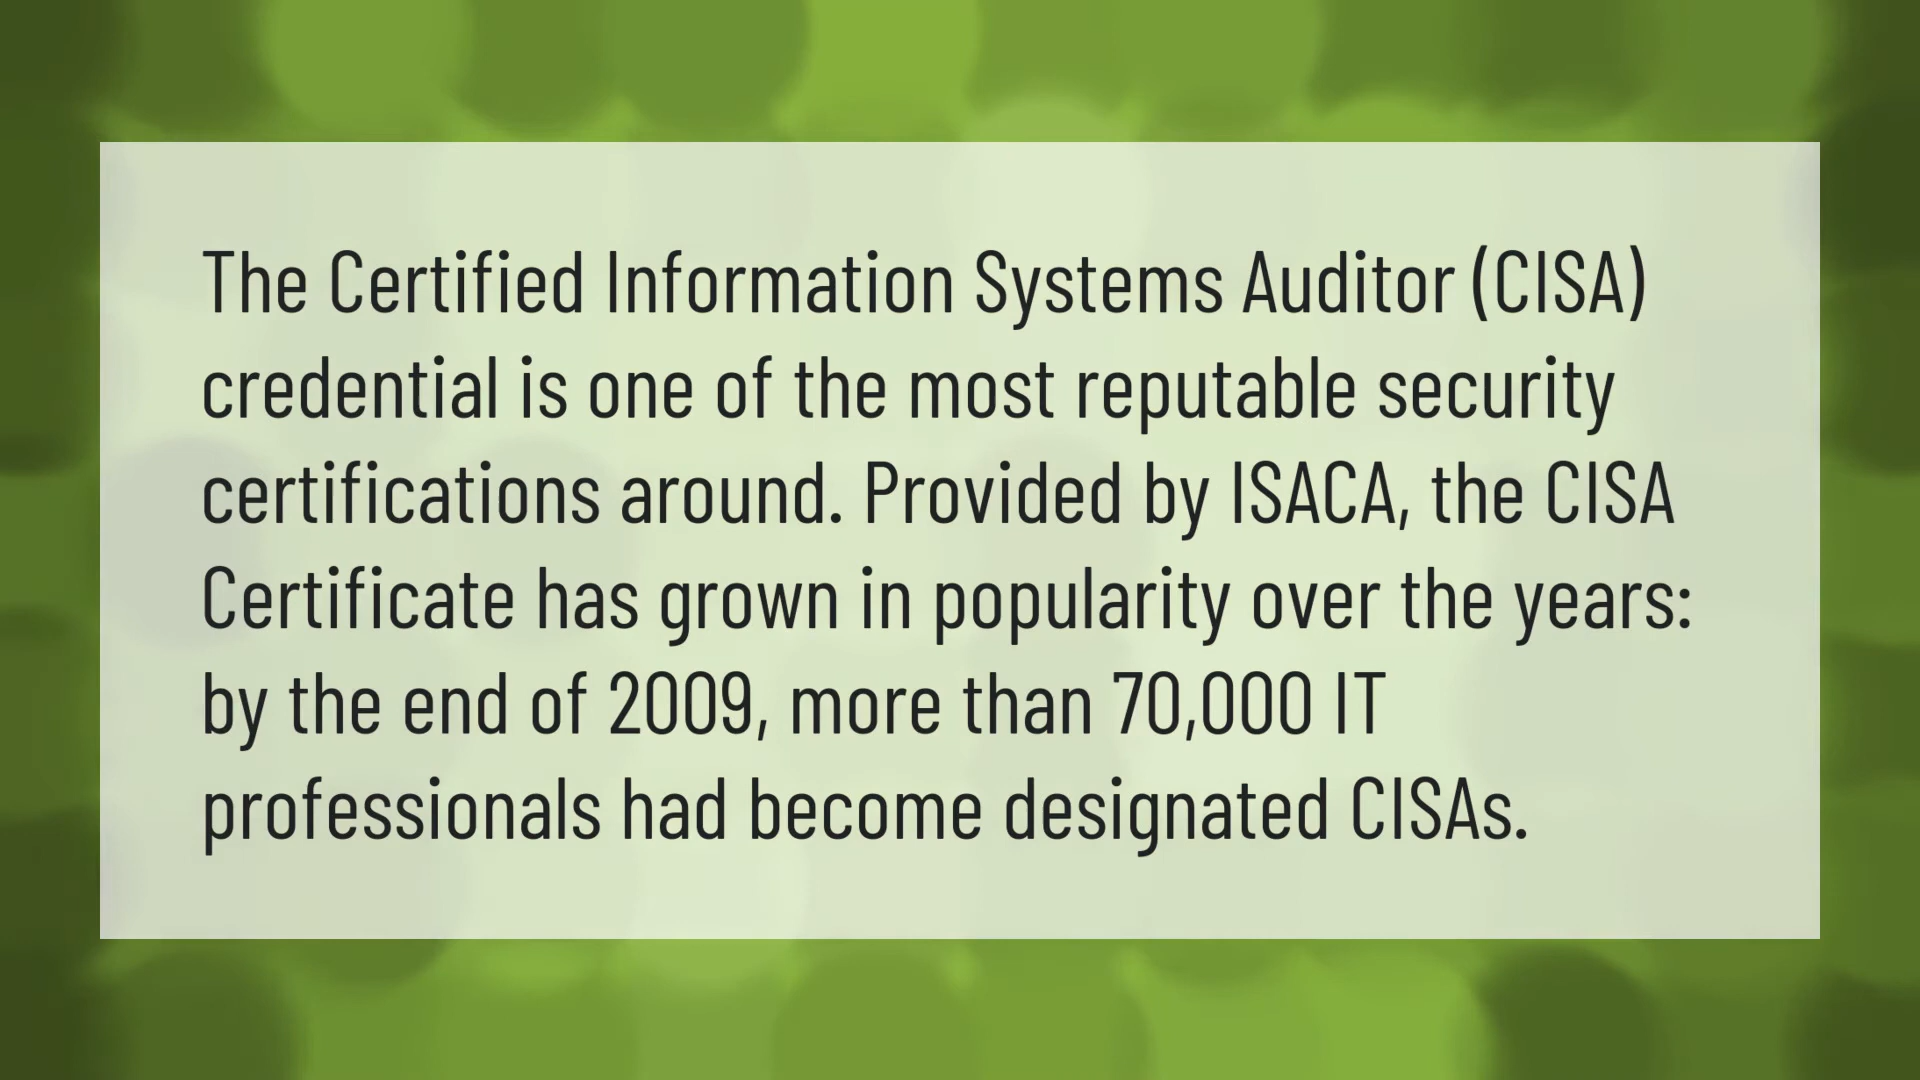 The Certified Information Systems Auditor (CISA)
credential is one of the most reputable security
certifications around. Provided by ISACA, the CISA
Certificate has grown in popularity over the years:
by the end of 2009, more than 70,000 IT
professionals had become designated CISAs.